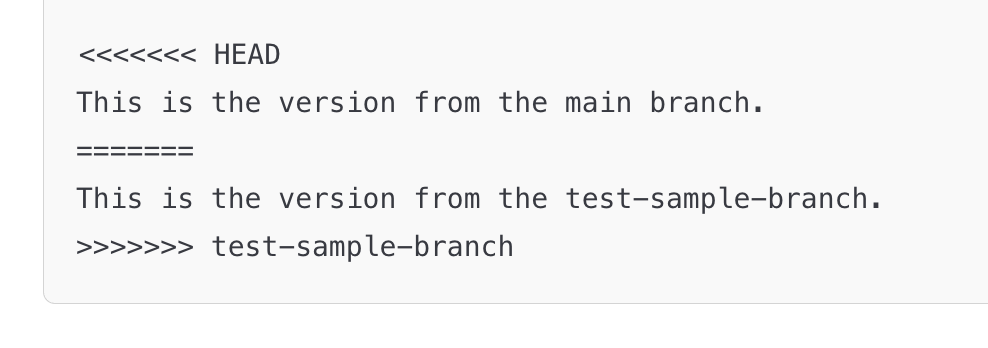 <<<<<<< HEAD
This is the version from the main branch.
=======
This is the version from the test-sample-branch.
>>>>>>> test-sample-branch